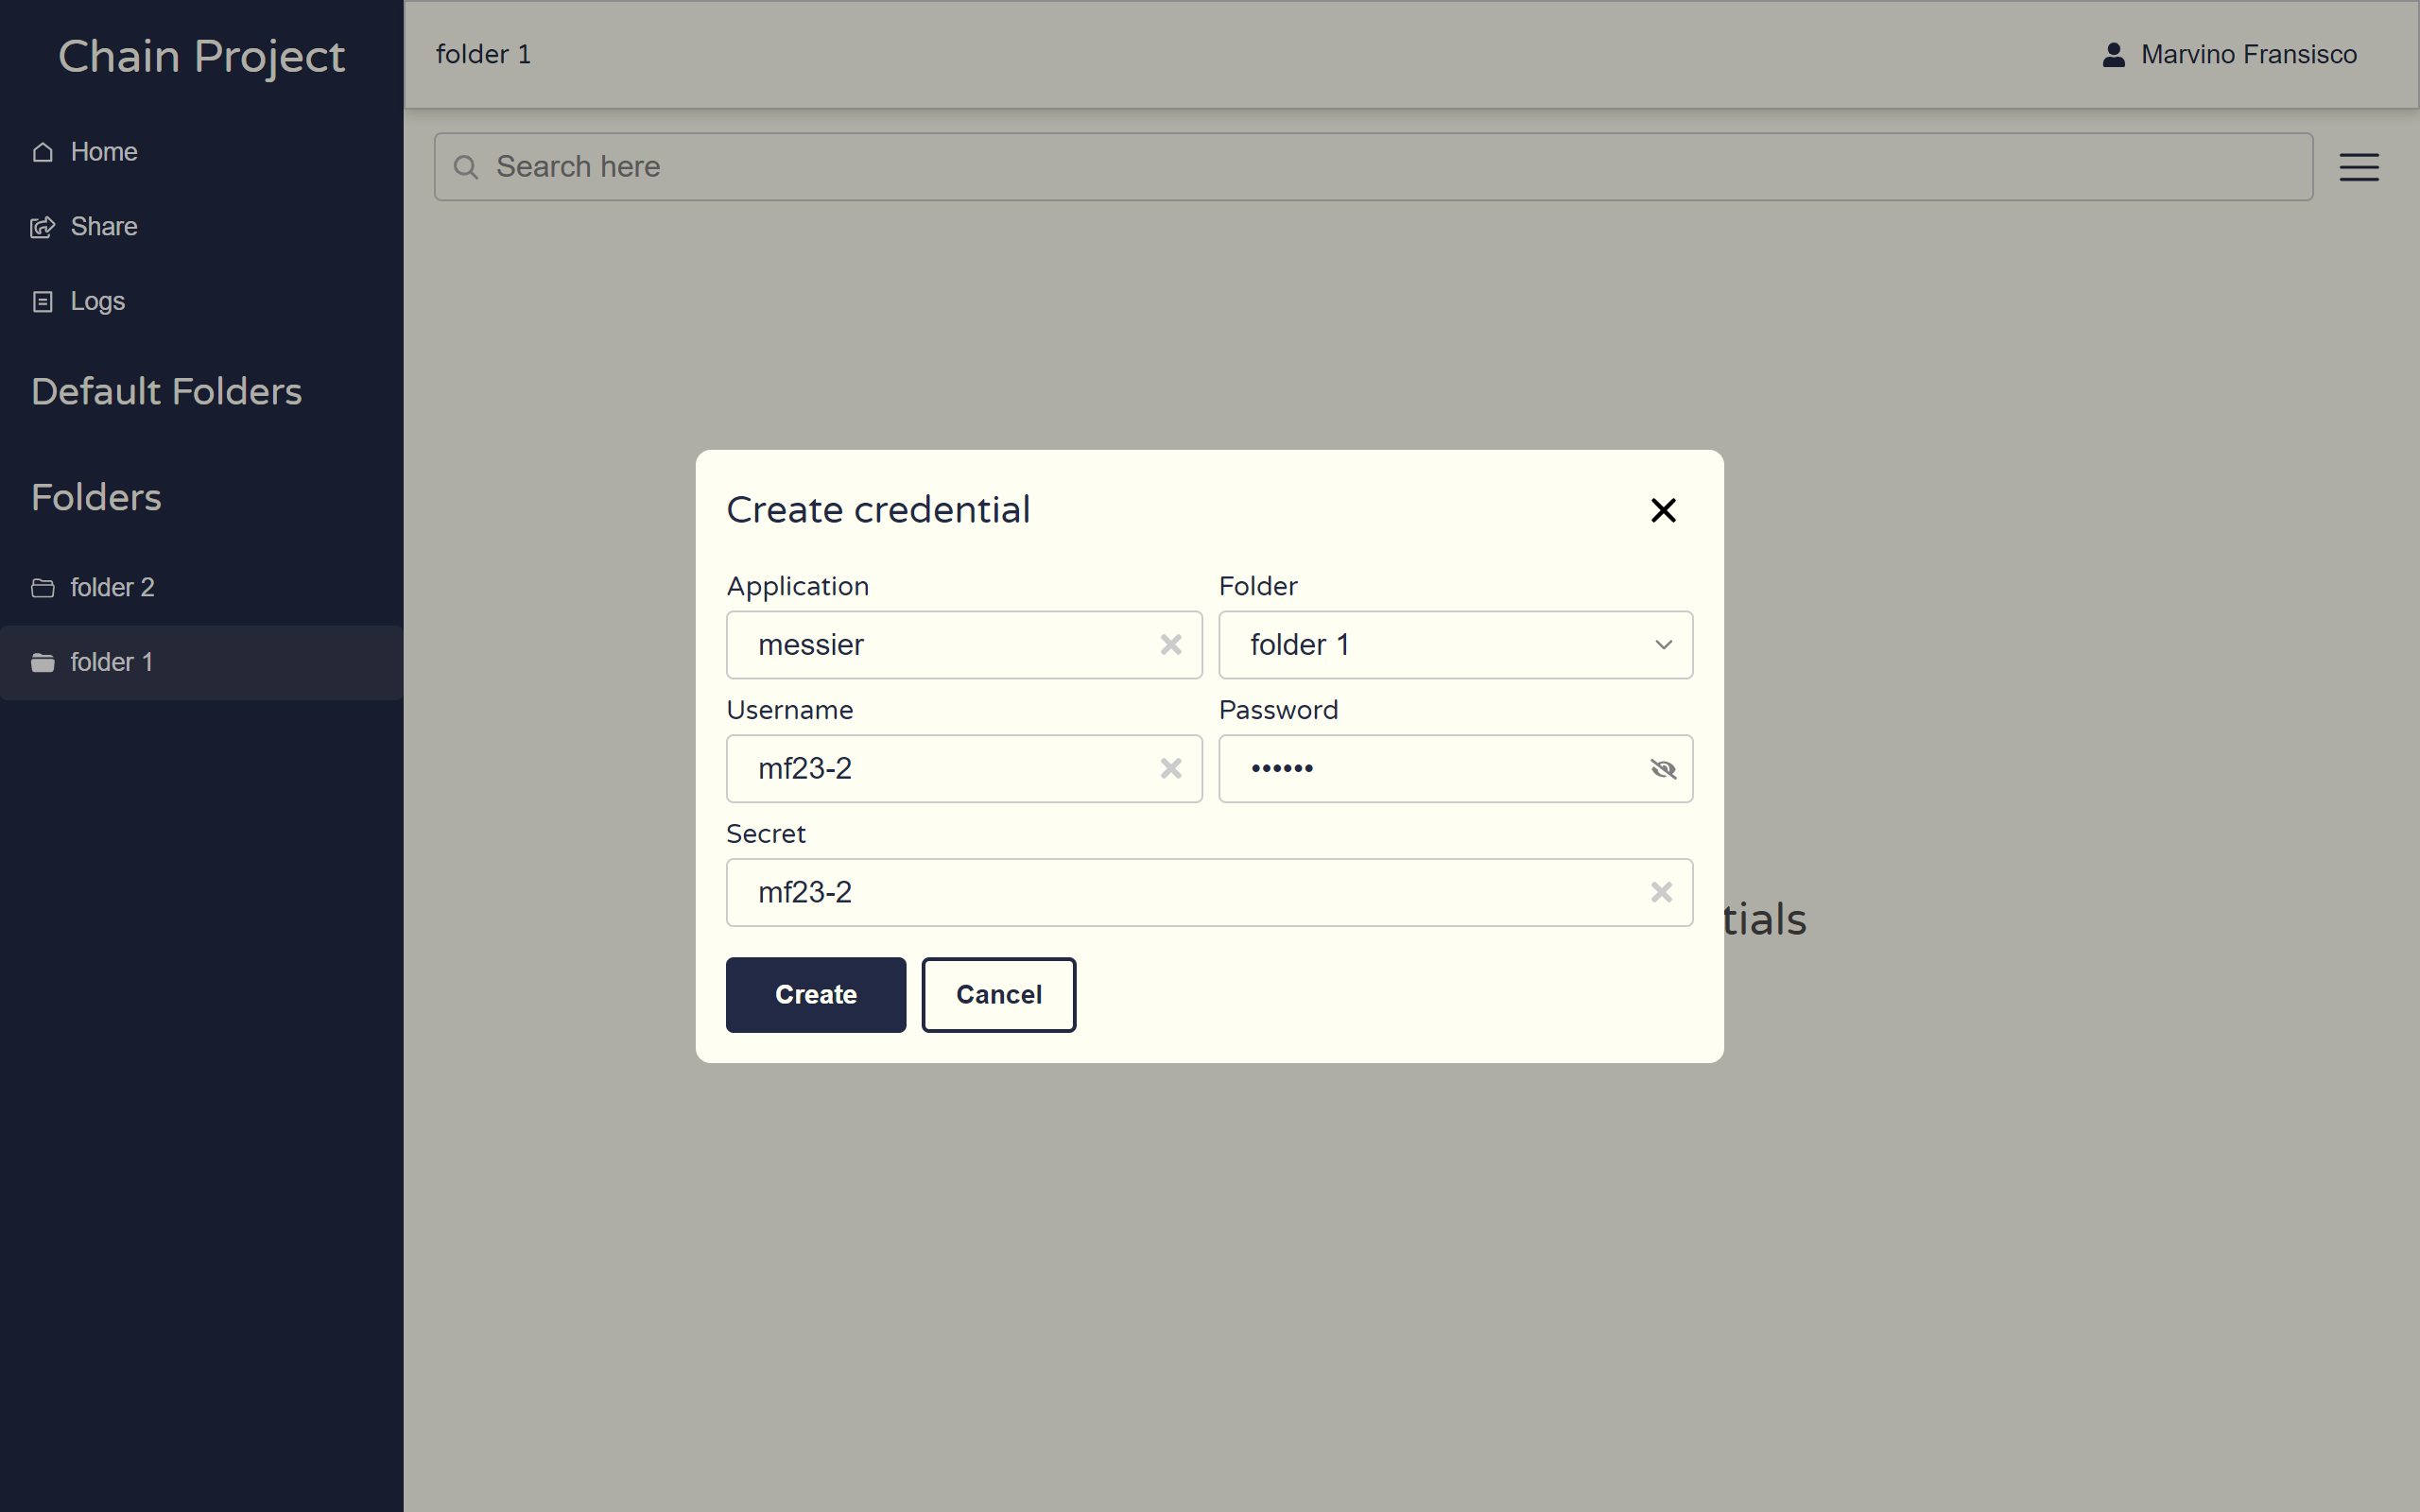 Chain Project
Home
Share
Logs
Default Folders
Folders
folder 2
folder 1
folder 1
Marvino Fransisco
Search here
Create credential
Application
Folder
messier
folder 1
Username
Password
mf23-2
••••••
Secret
mf23-2
tials
Create
Cancel